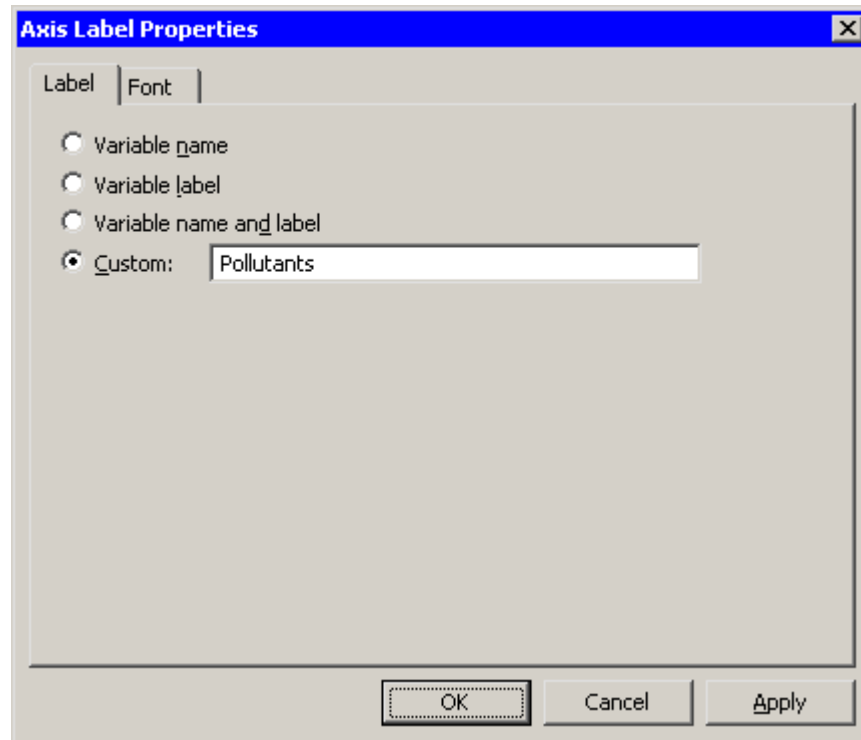 Axis Label Properties
Label Font
Variable name
Variable label
Variable name and label
Custom: Pollutants
OK Cancel Apply